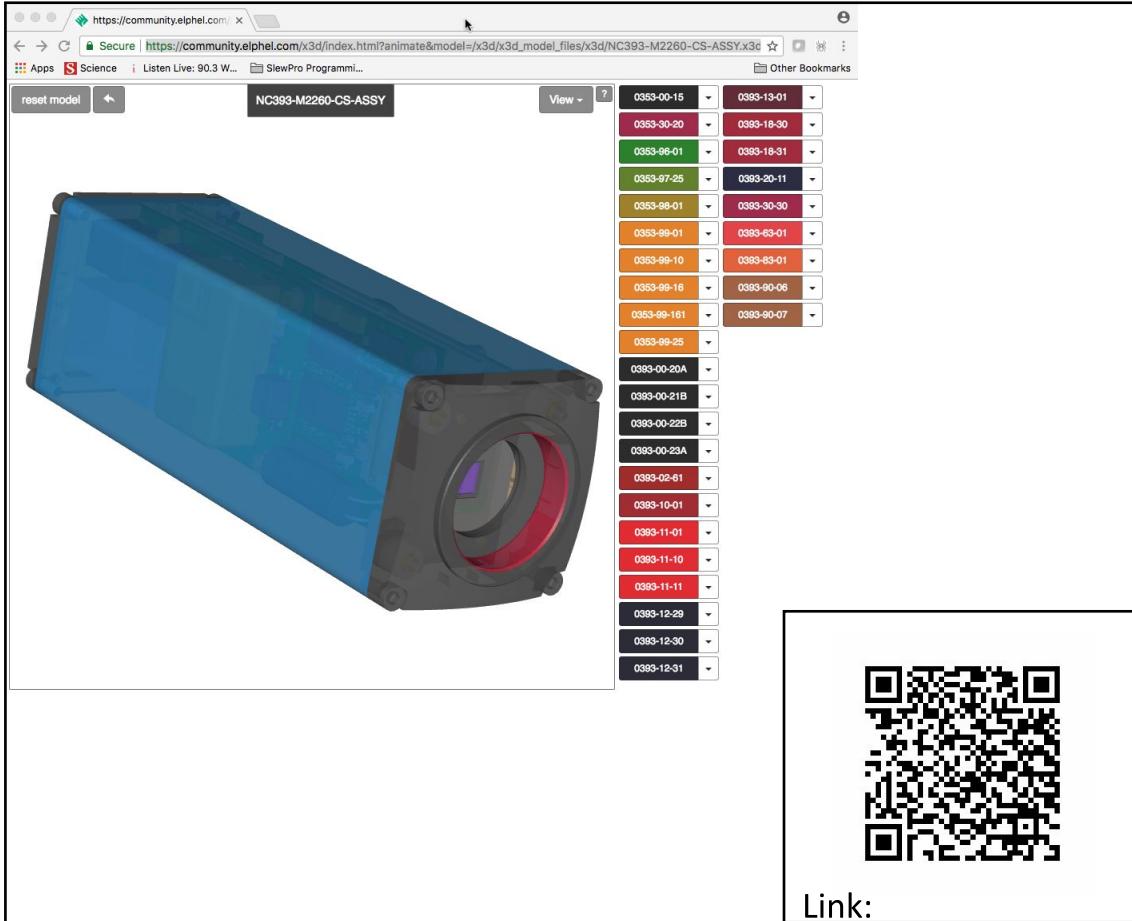 https://community.elphel.com/ ×
Secure https://community.elphel.com/x3d/index.html?animate&model=/x3d/x3d_model_files/x3d/NC393-M2260-CS-ASSY.x3d
Apps S Science i Listen Live: 90.3 W... SlewPro Programmi... Other Bookmarks
reset model NC393-M2260-CS-ASSY View ?
0353-00-15 0393-13-01
0353-30-20 0393-18-30
0353-96-01 0393-18-31
0353-97-25 0393-20-11
0353-98-01 0393-30-30
0353-99-01 0393-63-01
0353-99-10 0393-83-01
0353-99-16 0393-90-06
0353-99-161 0393-90-07
0353-99-25
0393-00-20A
0393-00-21B
0393-00-22B
0393-00-23A
0393-02-61
0393-10-01
0393-11-01
0393-11-10
0393-11-11
0393-12-29
0393-12-30
0393-12-31
Link: